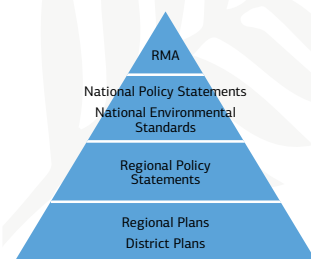 RMA
National Policy Statements
National Environmental
Standards
Regional Policy
Statements
Regional Plans
District Plans